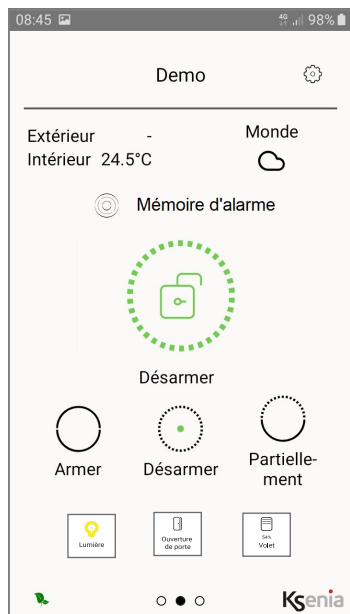 08:45 4G 98%
Demo
Extérieur - Monde
Intérieur 24.5°C
Mémoire d'alarme
Désarmer
Armer Désarmer Partielle-
ment
Lumière Ouverture
de porte 54%
Volet
Ksenia